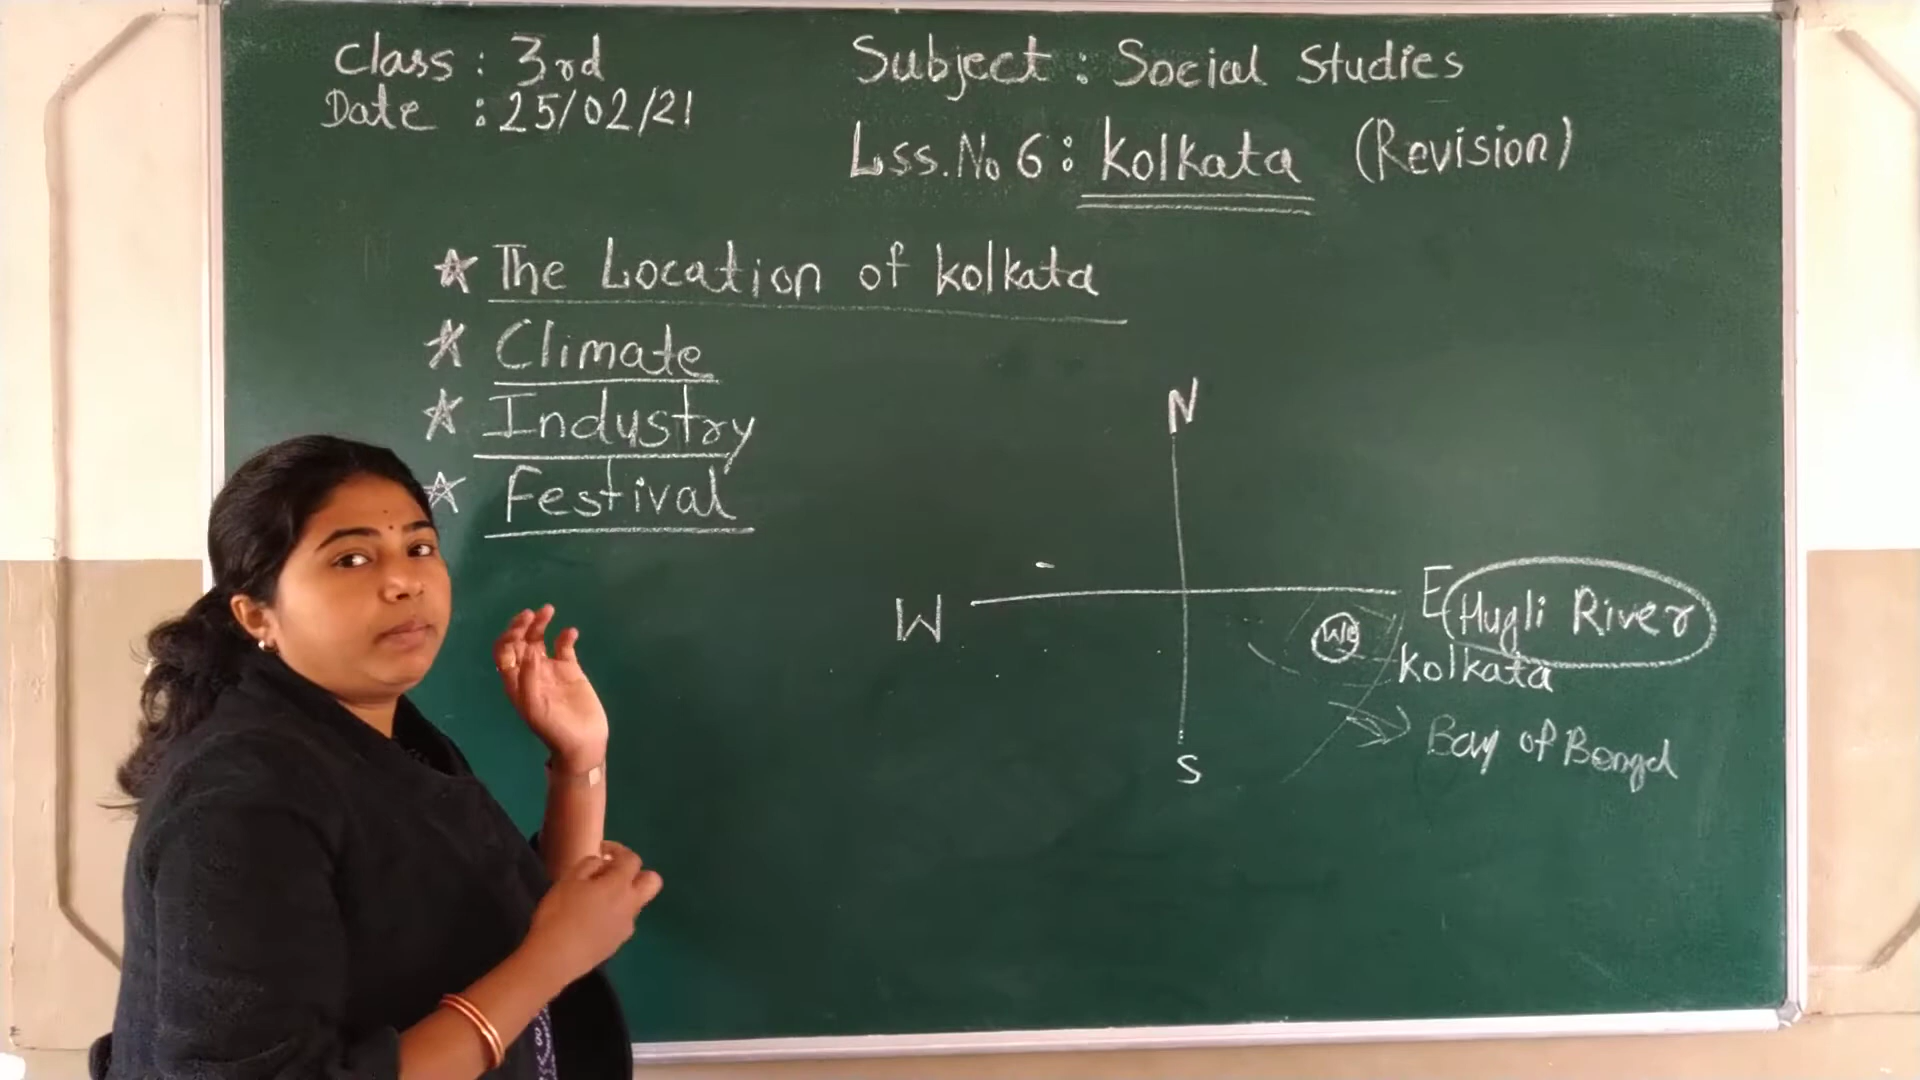 Class : 3rd
Date : 25/02/21
Subject : Social Studies
Lss. No 6 : Kolkata (Revision)
☆ The Location of Kolkata
☆ Climate
☆ Industry
☆ Festival
N
W
E
Hugli River
Kolkata
Bay of Bengal
S